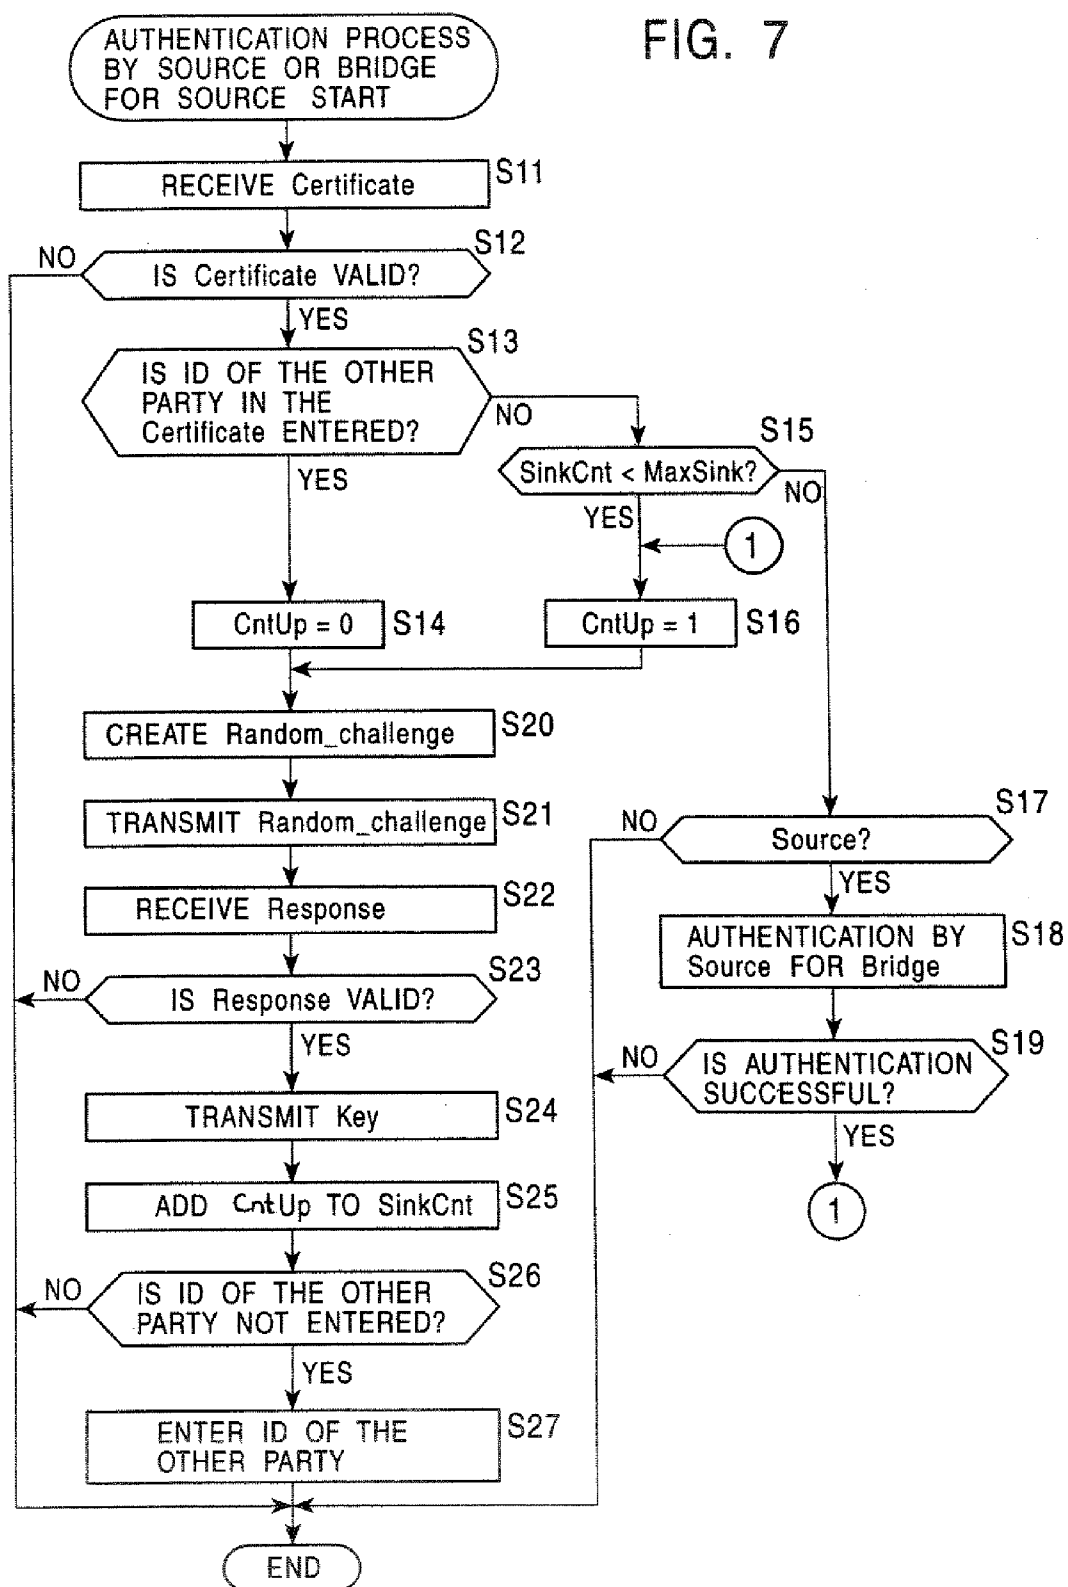 FIG. 7
AUTHENTICATION PROCESS
BY SOURCE OR BRIDGE
FOR SOURCE START
RECEIVE Certificate
S11
IS Certificate VALID?
S12
NO
YES
IS ID OF THE OTHER
PARTY IN THE
Certificate ENTERED?
S13
NO
YES
SinkCnt < MaxSink?
S15
NO
YES
1
CntUp = 0
S14
CntUp = 1
S16
CREATE Random_challenge
S20
TRANSMIT Random_challenge
S21
RECEIVE Response
S22
IS Response VALID?
S23
NO
YES
TRANSMIT Key
S24
ADD CntUp TO SinkCnt
S25
IS ID OF THE OTHER
PARTY NOT ENTERED?
S26
NO
YES
ENTER ID OF THE
OTHER PARTY
S27
Source?
S17
NO
YES
AUTHENTICATION BY
Source FOR Bridge
S18
IS AUTHENTICATION
SUCCESSFUL?
S19
NO
YES
1
END